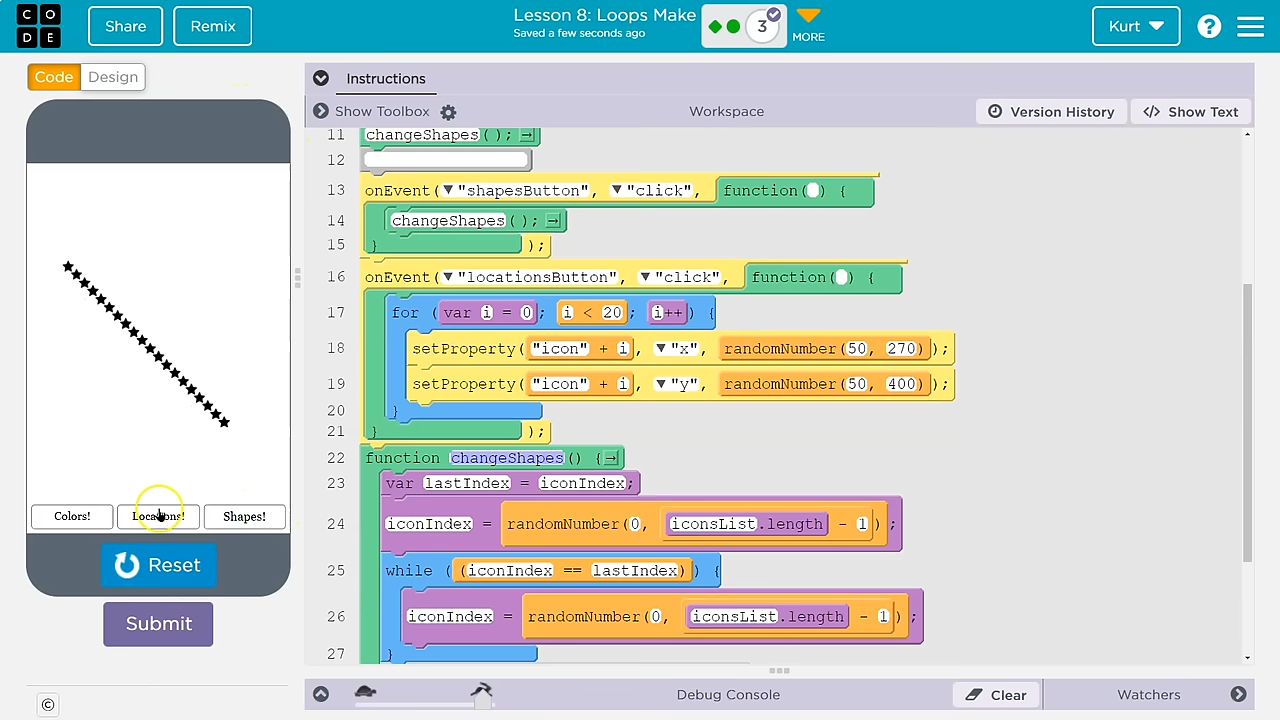 C O
D E
Share
Remix
Lesson 8: Loops Make
Saved a few seconds ago
3
MORE
Kurt
?
Code
Design
Instructions
Show Toolbox
Workspace
Version History
</> Show Text
11 changeShapes();
12
13 onEvent( "shapesButton", "click", function( ) {
14 changeShapes();
15 } );
16 onEvent( "locationsButton", "click", function( ) {
17 for ( var i = 0; i < 20; i++) {
18 setProperty( "icon" + i, "x", randomNumber(50, 270) );
19 setProperty( "icon" + i, "y", randomNumber(50, 400) );
20 }
21 } );
22 function changeShapes() {
23 var lastIndex = iconIndex;
24 iconIndex = randomNumber(0, iconsList.length - 1) ;
25 while ( (iconIndex == lastIndex) ) {
26 iconIndex = randomNumber(0, iconsList.length - 1) ;
27 }
Colors!
Locations!
Shapes!
Reset
Submit
©
Debug Console
Clear
Watchers